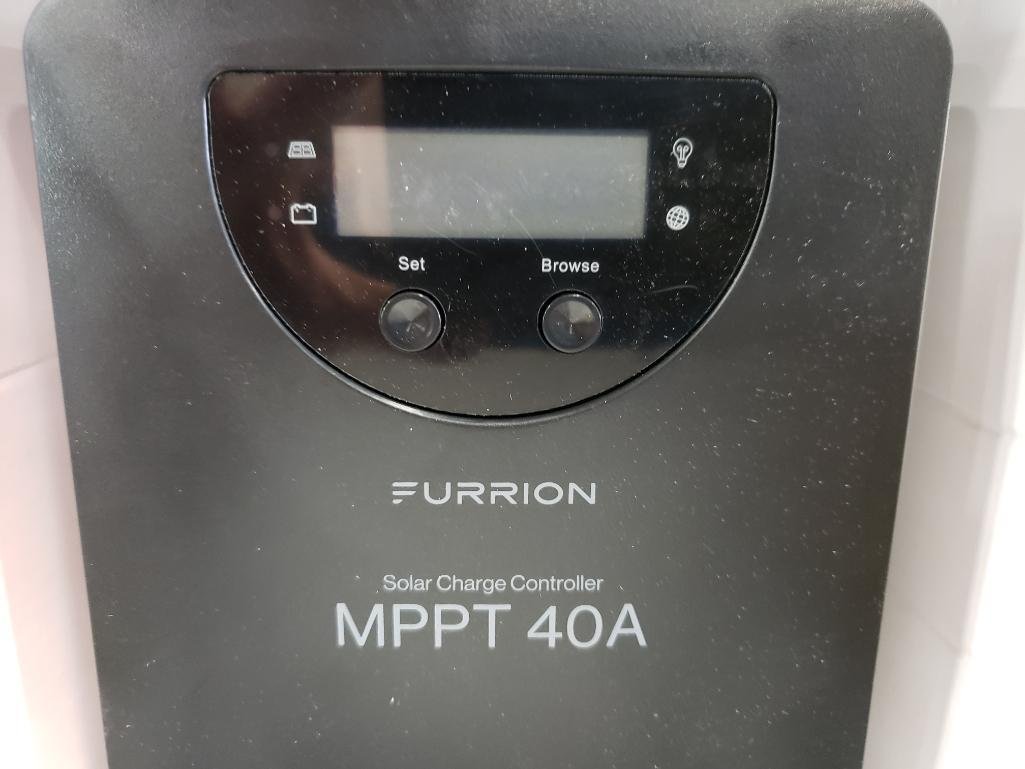 Set
Browse
FURRION
Solar Charge Controller
MPPT 40A